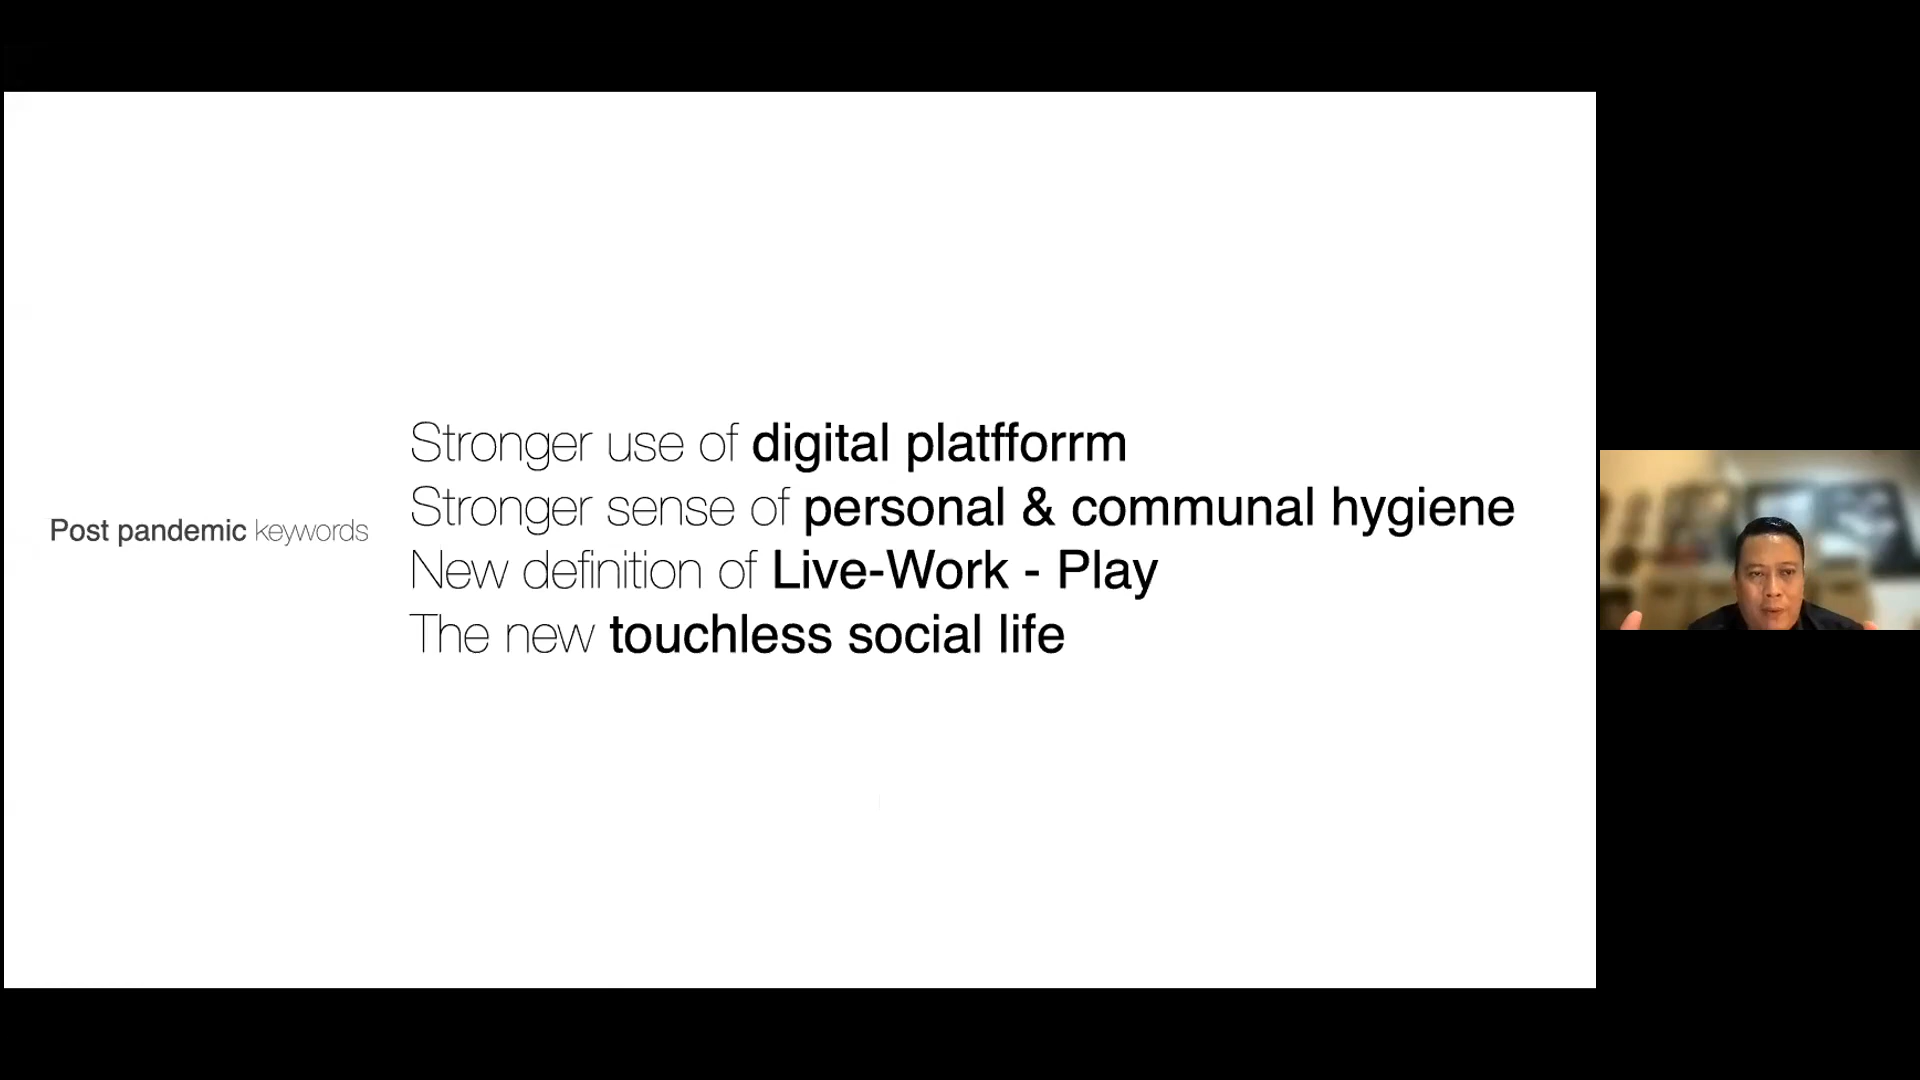 Post pandemic keywords
Stronger use of digital platfforrm
Stronger sense of personal & communal hygiene
New definition of Live-Work - Play
The new touchless social life